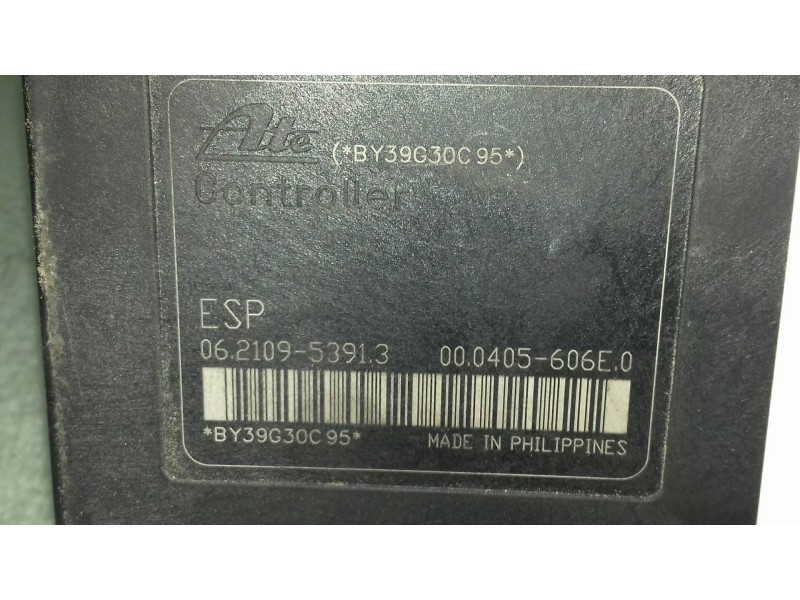 Ate (*BY39G30C95*)
Controller
ESP
06.2109-5391.3 00.0405-606E.0
*BY39G30C95* MADE IN PHILIPPINES